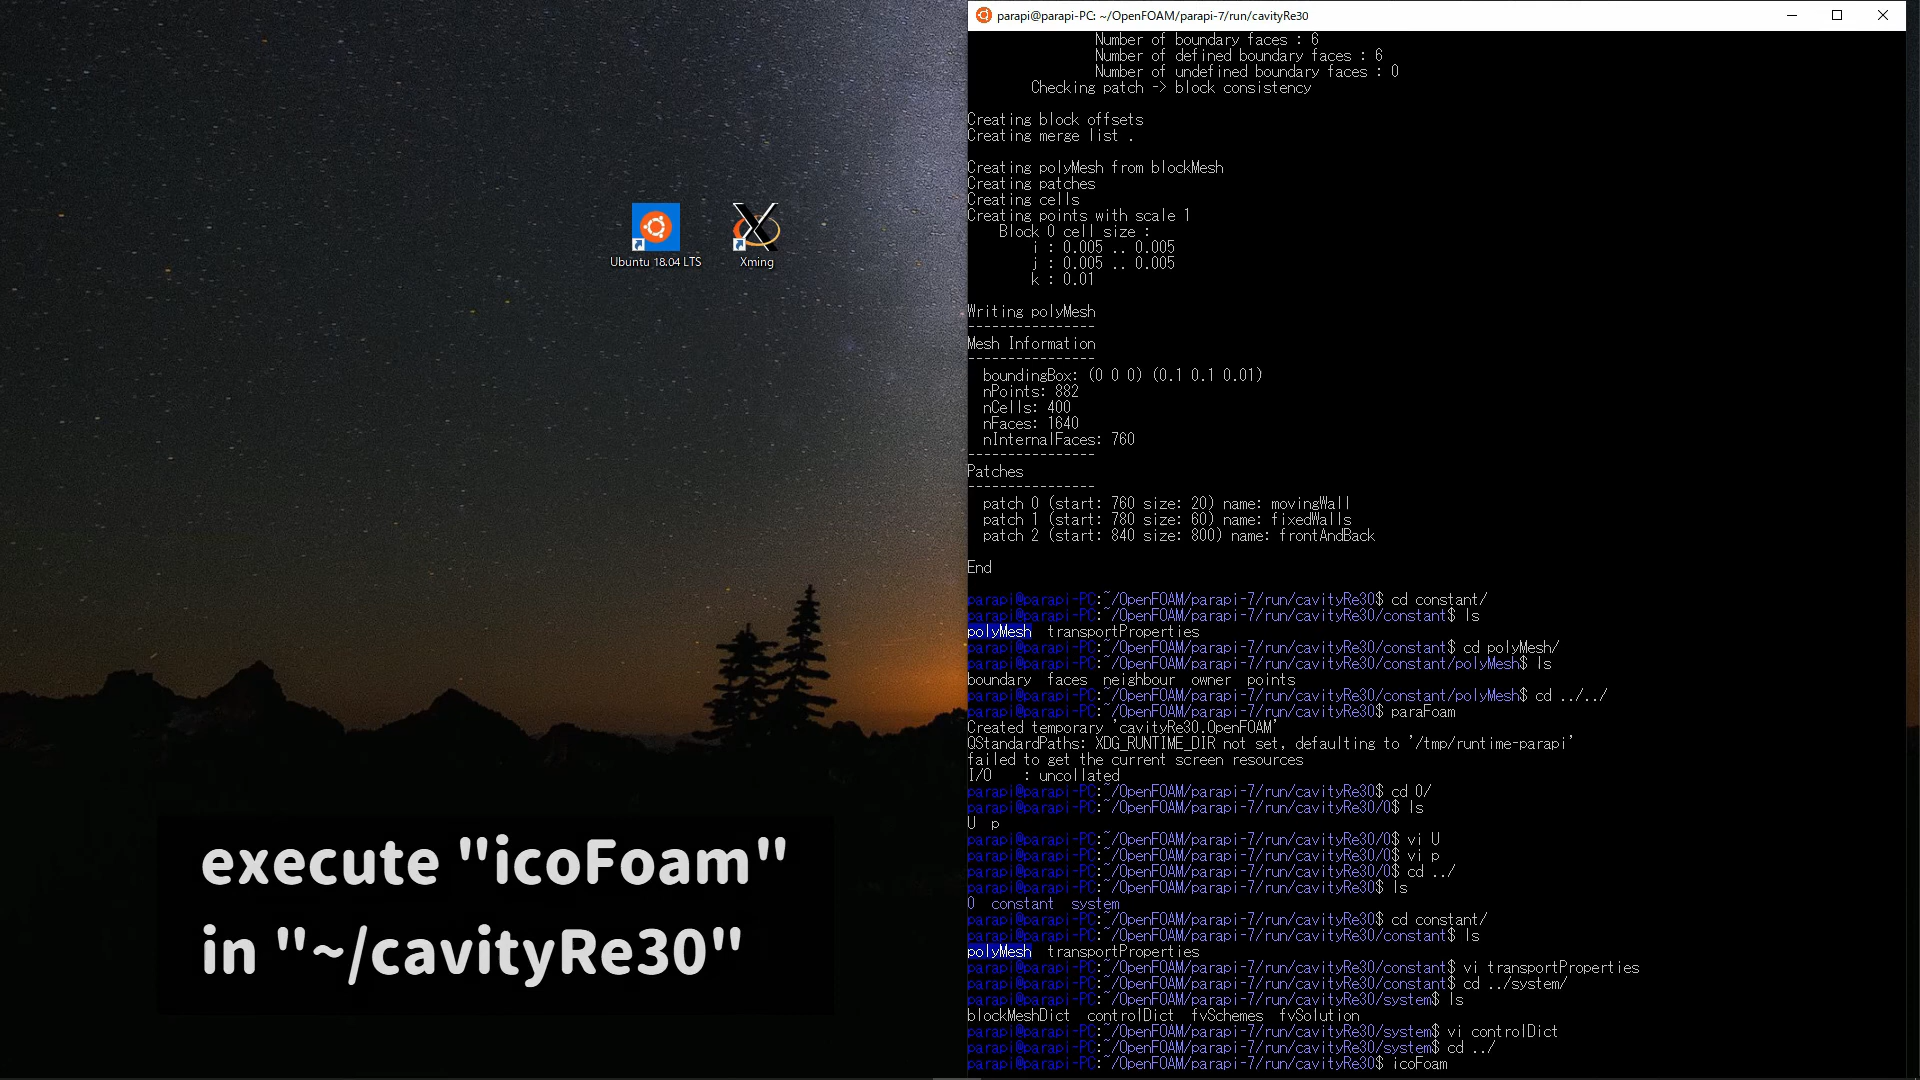 parapi@parapi-PC: ~/OpenFOAM/parapi-7/run/cavityRe30
Number of boundary faces : 6
Number of defined boundary faces : 6
Number of undefined boundary faces : 0
Checking patch -> block consistency
Creating block offsets
Creating merge list .
Creating polyMesh from blockMesh
Creating patches
Creating cells
Creating points with scale 1
Block 0 cell size :
i : 0.005 .. 0.005
j : 0.005 .. 0.005
k : 0.01
Writing polyMesh
----------------
Mesh Information
----------------
boundingBox: (0 0 0) (0.1 0.1 0.01)
nPoints: 882
nCells: 400
nFaces: 1640
nInternalFaces: 760
----------------
Patches
----------------
patch 0 (start: 760 size: 20) name: movingWall
patch 1 (start: 780 size: 60) name: fixedWalls
patch 2 (start: 840 size: 800) name: frontAndBack
End
parapi@parapi-PC:~/OpenFOAM/parapi-7/run/cavityRe30$ cd constant/
parapi@parapi-PC:~/OpenFOAM/parapi-7/run/cavityRe30/constant$ ls
polyMesh  transportProperties
parapi@parapi-PC:~/OpenFOAM/parapi-7/run/cavityRe30/constant$ cd polyMesh/
parapi@parapi-PC:~/OpenFOAM/parapi-7/run/cavityRe30/constant/polyMesh$ ls
boundary  faces  neighbour  owner  points
parapi@parapi-PC:~/OpenFOAM/parapi-7/run/cavityRe30/constant/polyMesh$ cd ../../
parapi@parapi-PC:~/OpenFOAM/parapi-7/run/cavityRe30$ paraFoam
Created temporary 'cavityRe30.OpenFOAM'
QStandardPaths: XDG_RUNTIME_DIR not set, defaulting to '/tmp/runtime-parapi'
failed to get the current screen resources
I/O    : uncollated
parapi@parapi-PC:~/OpenFOAM/parapi-7/run/cavityRe30$ cd 0/
parapi@parapi-PC:~/OpenFOAM/parapi-7/run/cavityRe30/0$ ls
U  p
parapi@parapi-PC:~/OpenFOAM/parapi-7/run/cavityRe30/0$ vi U
parapi@parapi-PC:~/OpenFOAM/parapi-7/run/cavityRe30/0$ vi p
parapi@parapi-PC:~/OpenFOAM/parapi-7/run/cavityRe30/0$ cd ../
parapi@parapi-PC:~/OpenFOAM/parapi-7/run/cavityRe30$ ls
0  constant  system
parapi@parapi-PC:~/OpenFOAM/parapi-7/run/cavityRe30$ cd constant/
parapi@parapi-PC:~/OpenFOAM/parapi-7/run/cavityRe30/constant$ ls
polyMesh  transportProperties
parapi@parapi-PC:~/OpenFOAM/parapi-7/run/cavityRe30/constant$ vi transportProperties
parapi@parapi-PC:~/OpenFOAM/parapi-7/run/cavityRe30/constant$ cd ../system/
parapi@parapi-PC:~/OpenFOAM/parapi-7/run/cavityRe30/system$ ls
blockMeshDict  controlDict  fvSchemes  fvSolution
parapi@parapi-PC:~/OpenFOAM/parapi-7/run/cavityRe30/system$ vi controlDict
parapi@parapi-PC:~/OpenFOAM/parapi-7/run/cavityRe30/system$ cd ../
parapi@parapi-PC:~/OpenFOAM/parapi-7/run/cavityRe30$ icoFoam
Ubuntu 18.04 LTS
Xming
execute "icoFoam"
in "~/cavityRe30"